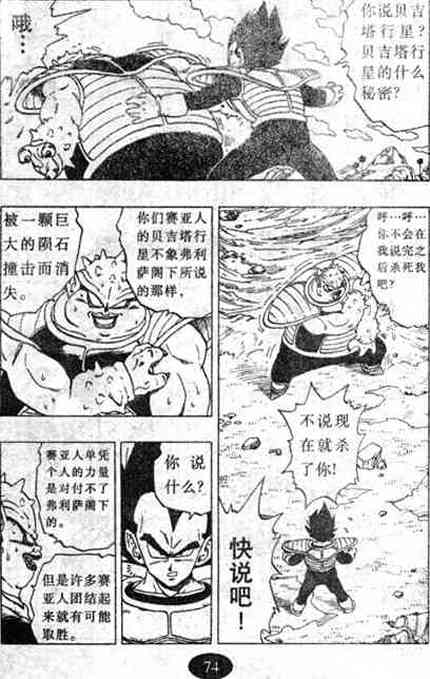 你说贝吉
塔行星？
贝吉塔行
星的什么
秘密？
哦…
呼…呼…
你不会在
我说完之
后杀死我
吧？
不说现
在就杀
了你！
快说吧！
你们赛亚人
的贝吉塔行
星不象弗利
萨阁下所说
的那样，
被一颗巨
大的陨石
撞击而消
失。
你说
什么？
赛亚人单凭
个人的力量
是对付不了
弗利萨阁下
的。
但是许多赛
亚人团结起
来就有可能
取胜。
74